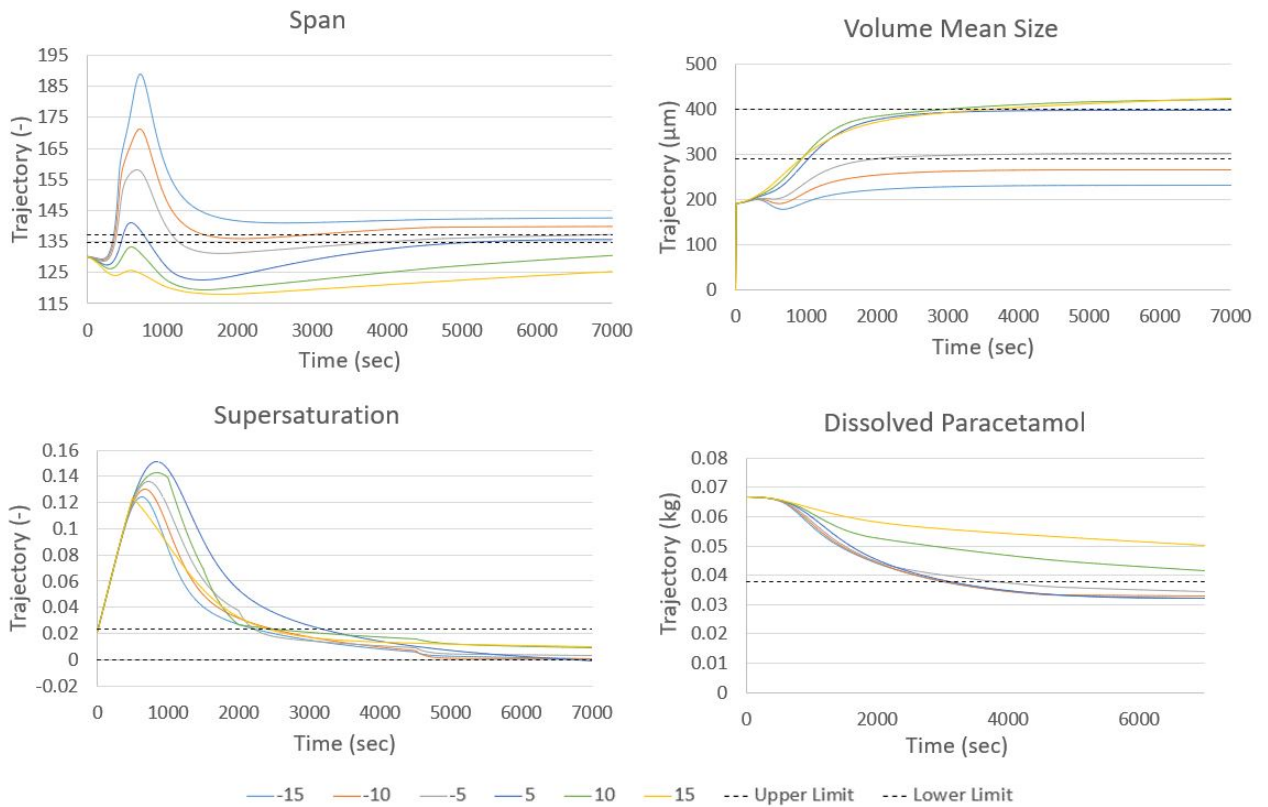 Span
Trajectory (-)
195
185
175
165
155
145
135
125
115
0 1000 2000 3000 4000 5000 6000 7000
Time (sec)
Volume Mean Size
Trajectory (µm)
500
400
300
200
100
0
0 1000 2000 3000 4000 5000 6000 7000
Time (sec)
Supersaturation
Trajectory (-)
0.16
0.14
0.12
0.1
0.08
0.06
0.04
0.02
0
-0.02
0 1000 2000 3000 4000 5000 6000 7000
Time (sec)
Dissolved Paracetamol
Trajectory (kg)
0.08
0.07
0.06
0.05
0.04
0.03
0.02
0.01
0
0 2000 4000 6000
Time (sec)
-15 -10 -5 5 10 15 Upper Limit Lower Limit